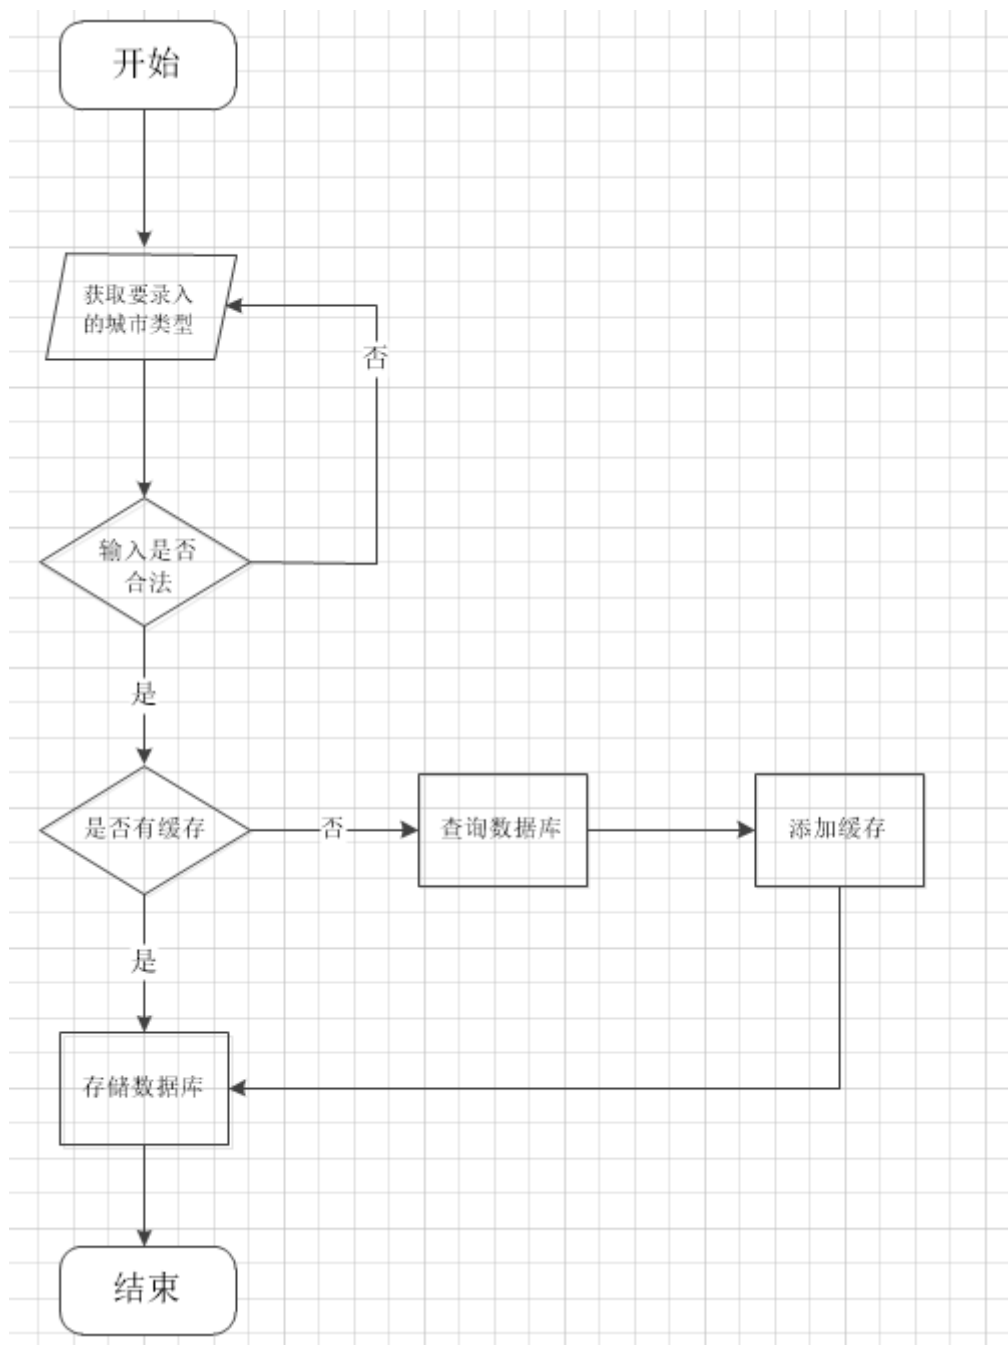 开始
获取要录入
的城市类型
否
输入是否
合法
是
是否有缓存
否
查询数据库
添加缓存
是
存储数据库
结束